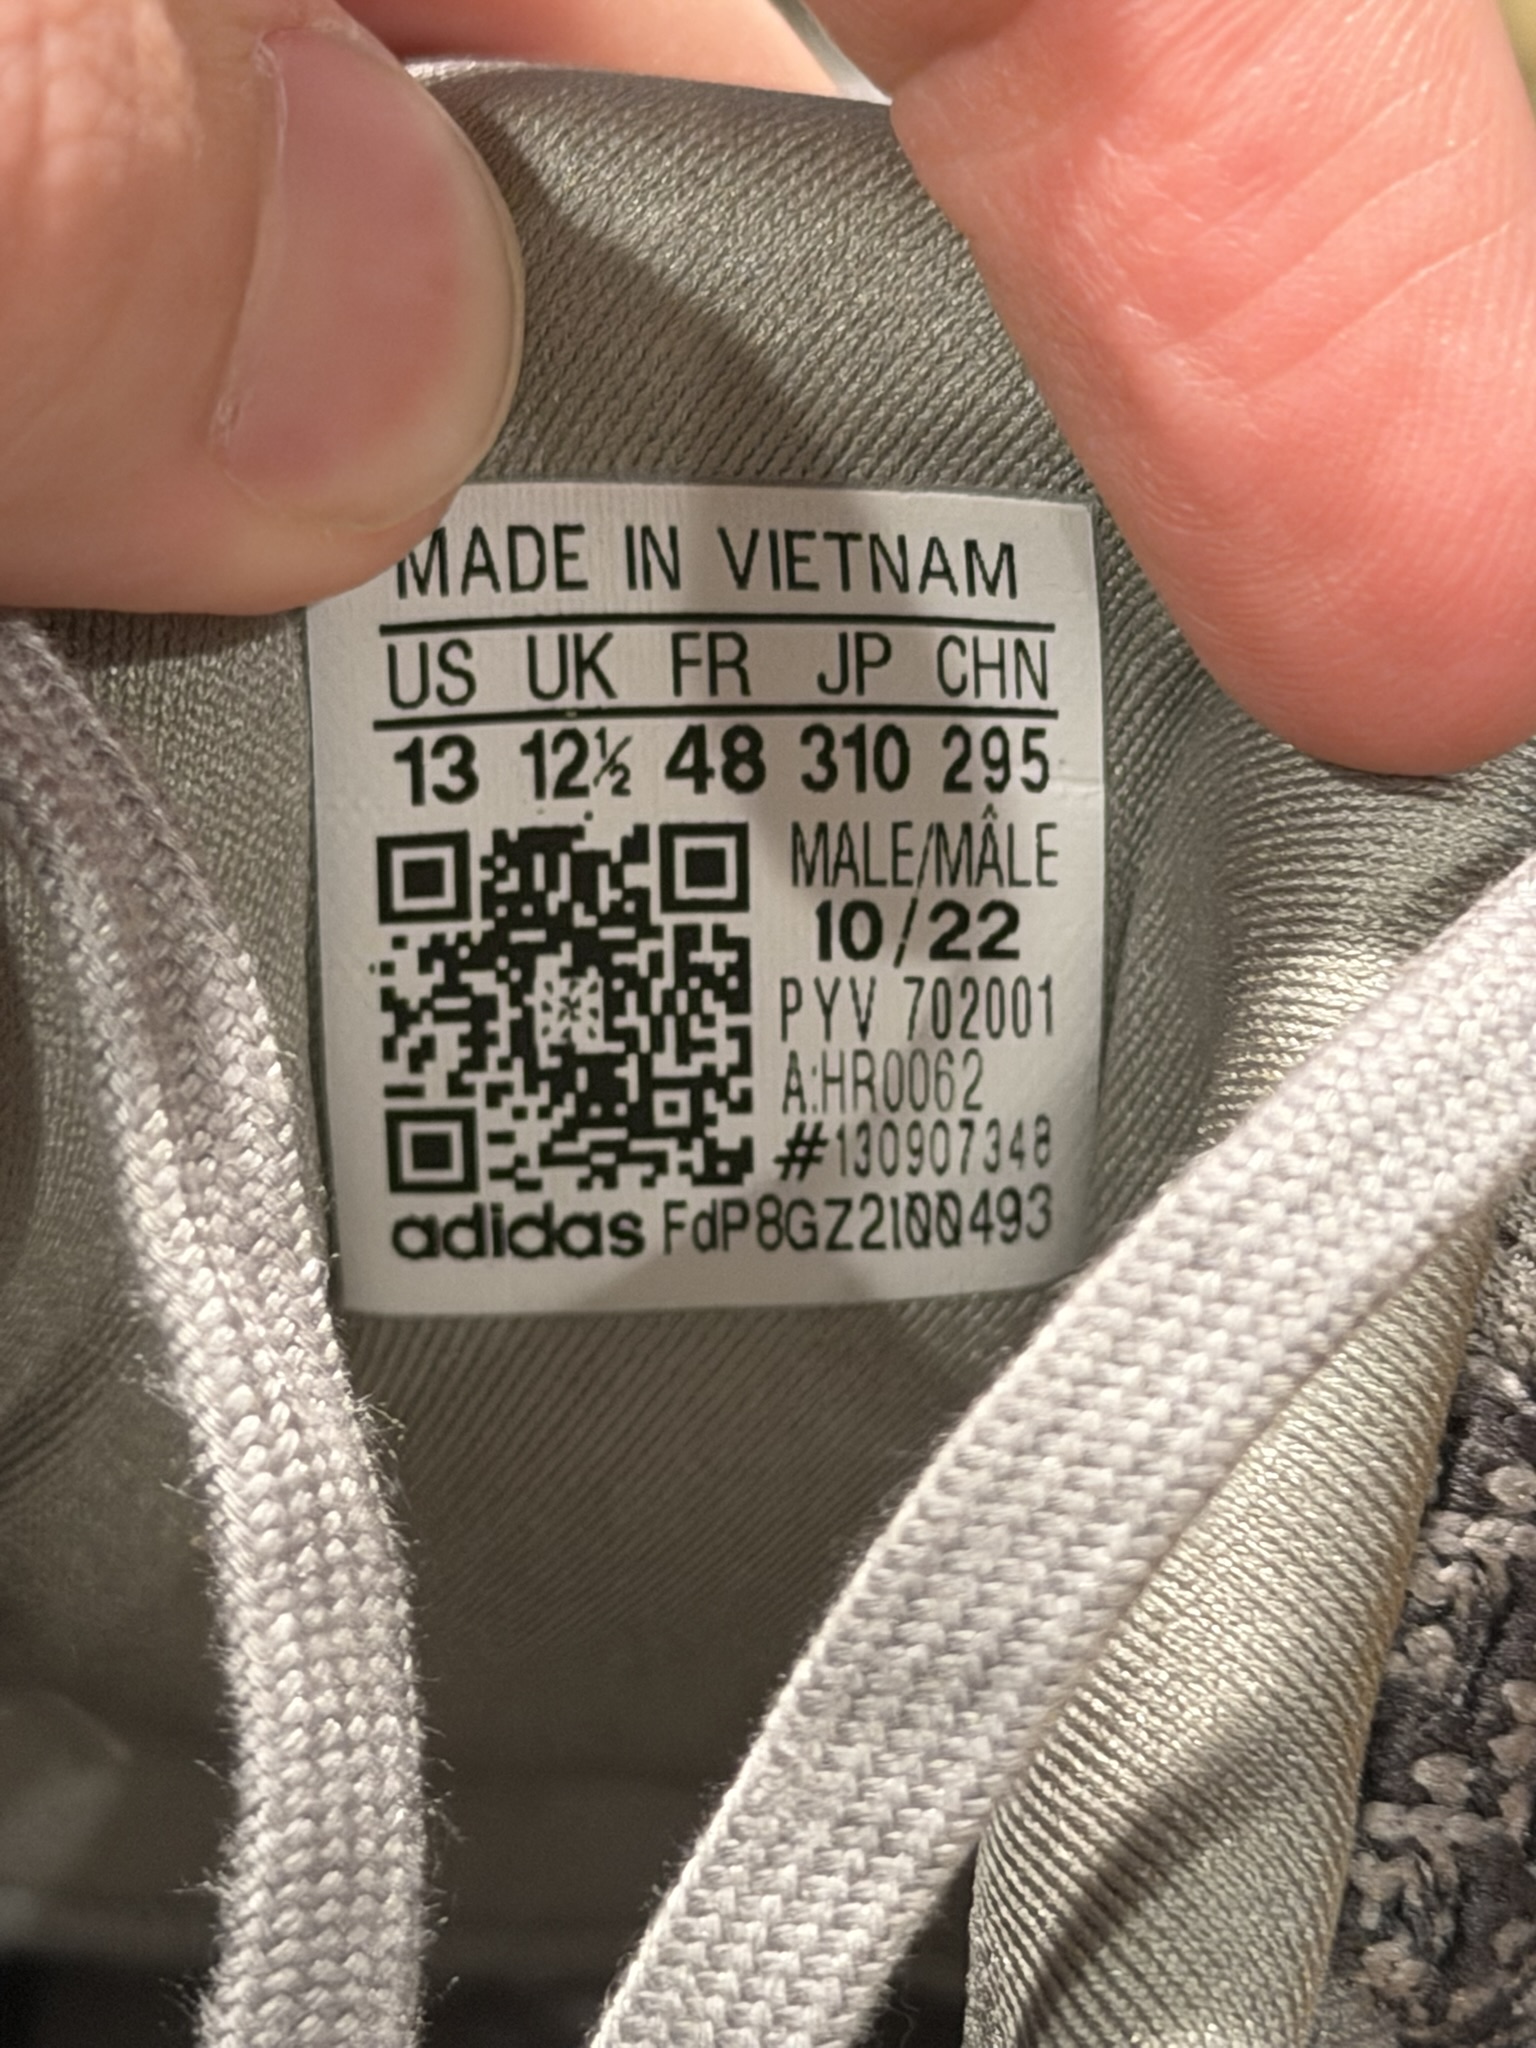 MADE IN VIETNAM
US UK FR JP CHN
13 12½ 48 310 295
MALE/MÂLE
10/22
PYV 702001
A:HR0062
#130907348
adidas FdP8GZ2100493